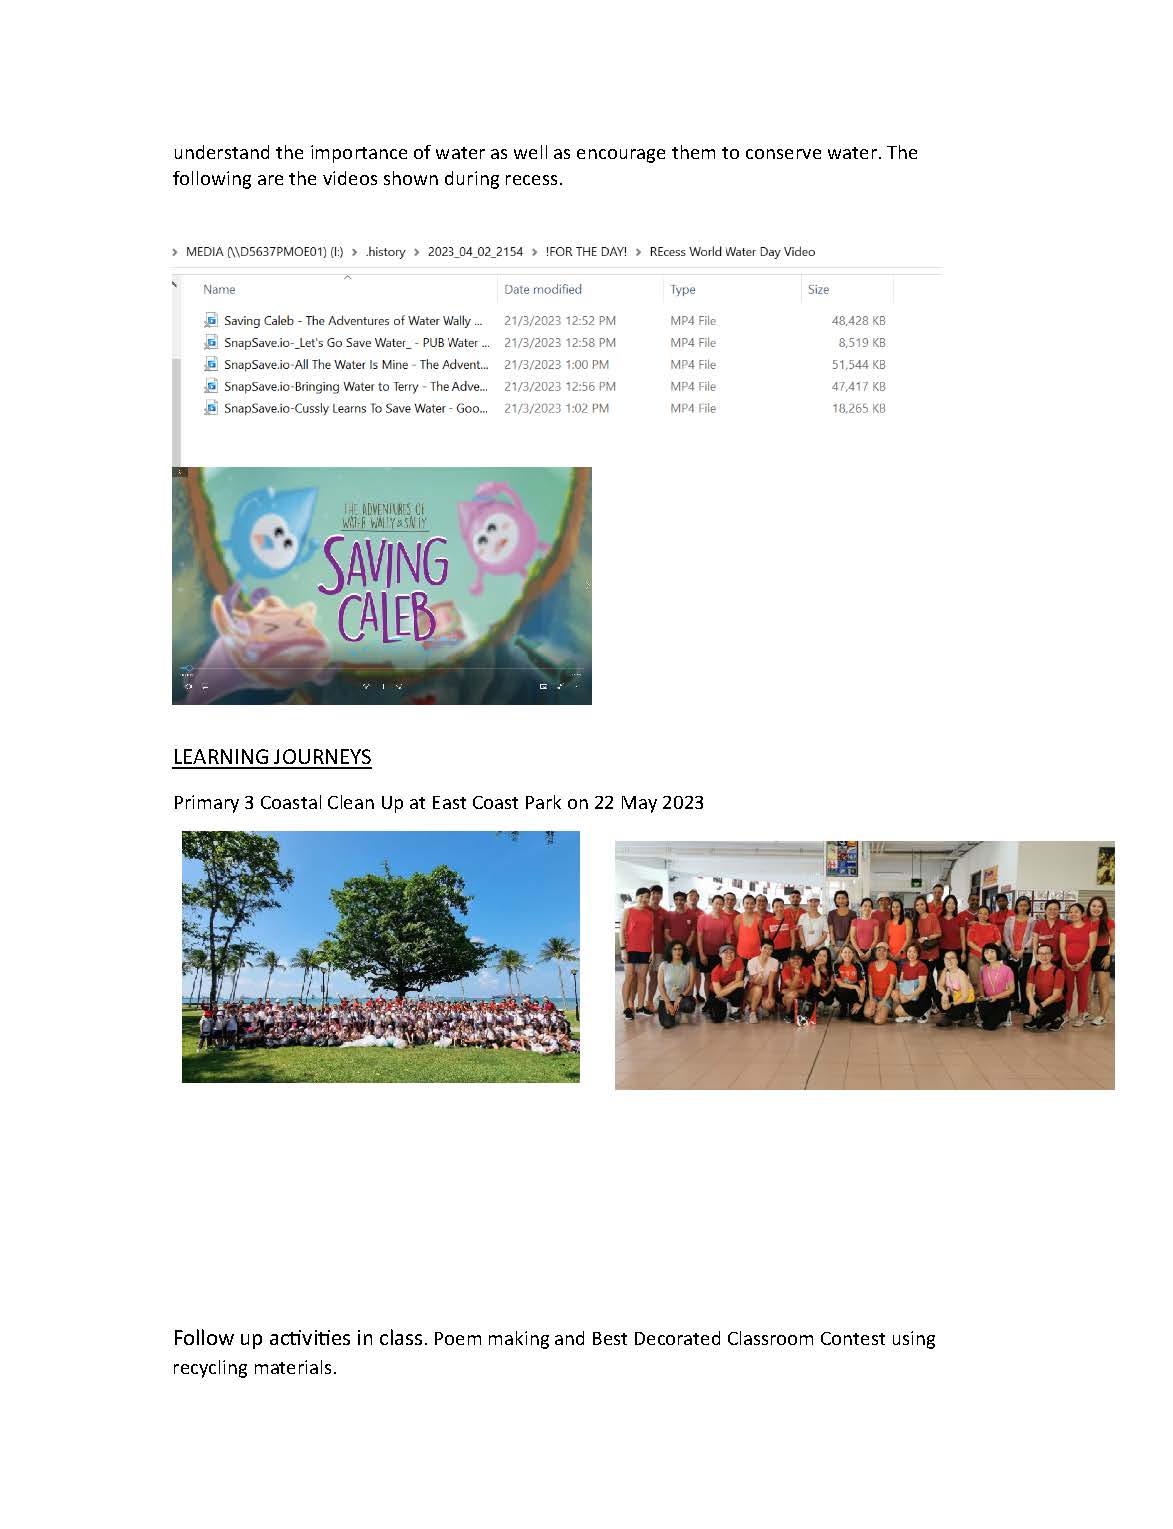 understand the importance of water as well as encourage them to conserve water. The
following are the videos shown during recess.
MEDIA (\\D5637PMOE01) (I:) > .history > 2023_04_02_2154 > !FOR THE DAY! > REcess World Water Day Video
Name Date modified Type Size
Saving Caleb - The Adventures of Water Wally ... 21/3/2023 12:52 PM MP4 File 48,428 KB
SnapSave.io-_Let's Go Save Water_ - PUB Water ... 21/3/2023 12:58 PM MP4 File 8,519 KB
SnapSave.io-All The Water Is Mine - The Advent... 21/3/2023 1:00 PM MP4 File 51,544 KB
SnapSave.io-Bringing Water to Terry - The Adve... 21/3/2023 12:56 PM MP4 File 47,417 KB
SnapSave.io-Cussly Learns To Save Water - Goo... 21/3/2023 1:02 PM MP4 File 18,265 KB
THE ADVENTURES OF
WATER WALLY & SALLY
SAVING
CALEB
LEARNING JOURNEYS
Primary 3 Coastal Clean Up at East Coast Park on 22 May 2023
Follow up activities in class. Poem making and Best Decorated Classroom Contest using
recycling materials.